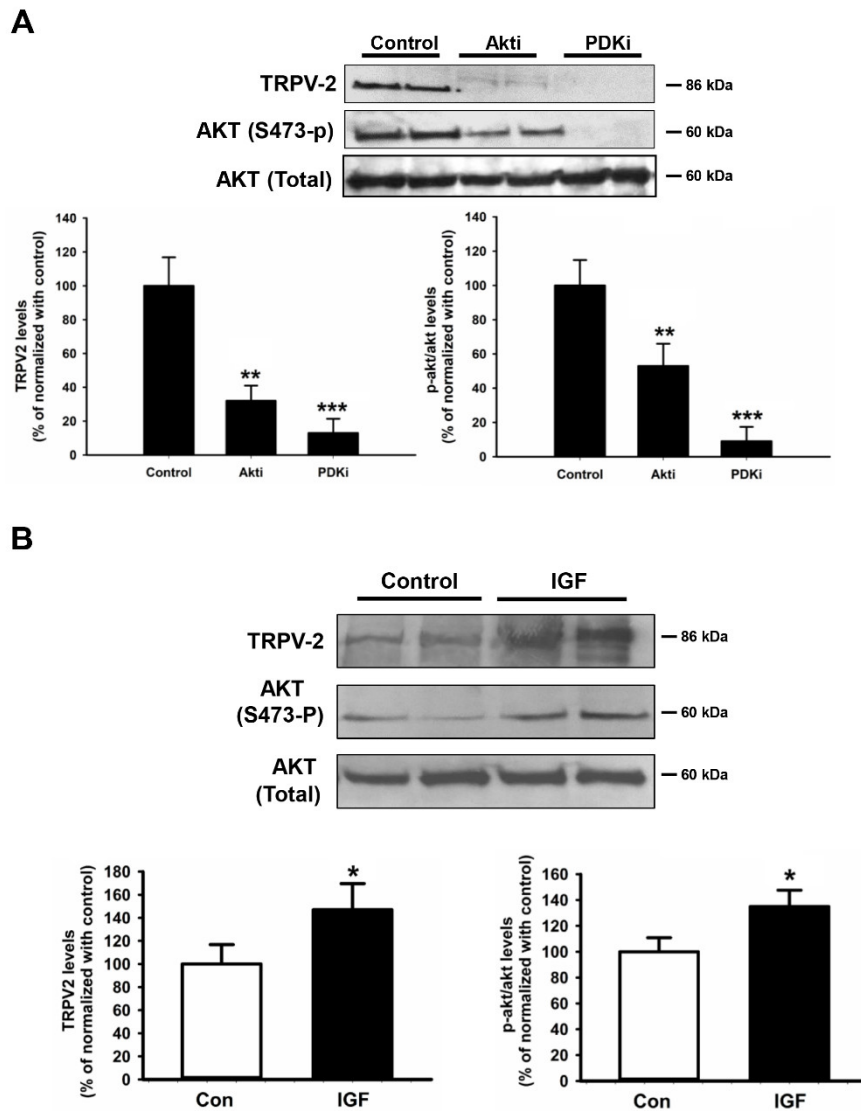 A
Control Akti PDKi
TRPV-2 86 kDa
AKT (S473-p) 60 kDa
AKT (Total) 60 kDa
TRPV2 levels
(% of normalized with control)
140
120
100
80
60
40
20
0
**
***
Control Akti PDKi
p-akt/akt levels
(% of normalized with control)
140
120
100
80
60
40
20
0
**
***
Control Akti PDKi
B
Control IGF
TRPV-2 86 kDa
AKT
(S473-P) 60 kDa
AKT
(Total) 60 kDa
TRPV2 levels
(% of normalized with control)
180
160
140
120
100
80
60
40
20
0
*
Con IGF
p-akt/akt levels
(% of normalized with control)
160
140
120
100
80
60
40
20
0
*
Con IGF